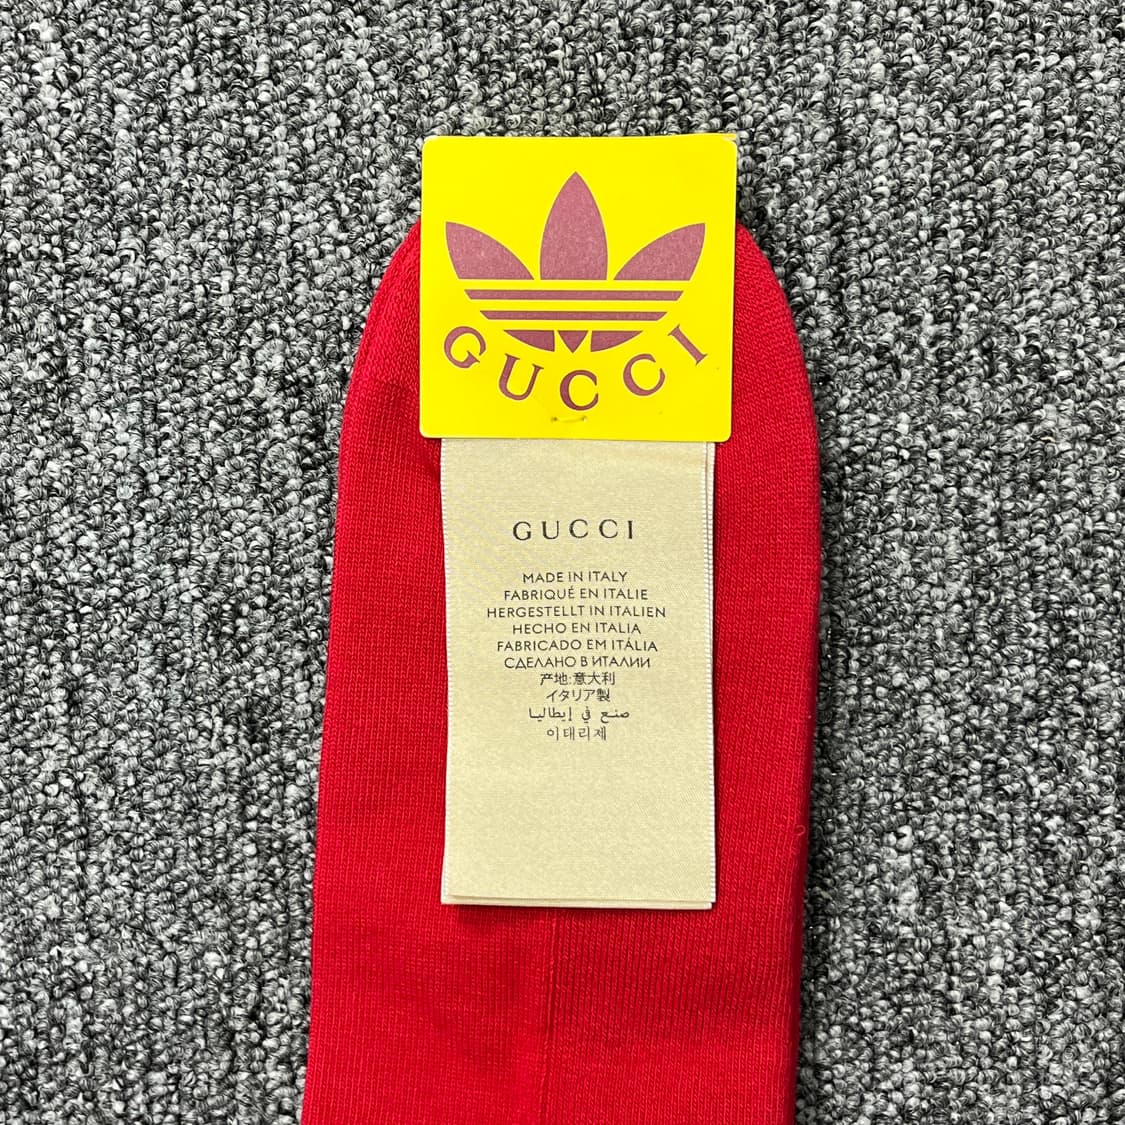 GUCCI
GUCCI
MADE IN ITALY
FABRIQUÉ EN ITALIE
HERGESTELLT IN ITALIEN
HECHO EN ITALIA
FABRICADO EM ITÁLIA
СДЕЛАНО В ИТАЛИИ
产地:意大利
イタリア製
صنع في إيطاليا
이태리제